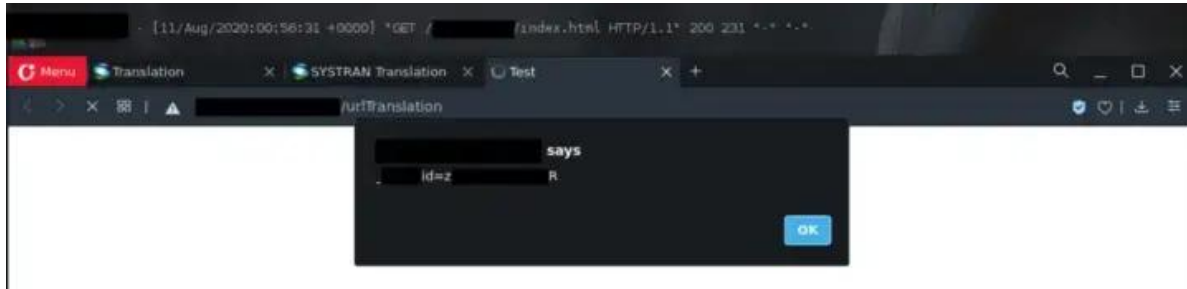 - [11/Aug/2020:00:56:31 +0000] "GET / /index.html HTTP/1.1" 200 231 "-" "-"
Menu Translation × SYSTRAN Translation × Test × +
/urlTranslation
says
_ id=z R
OK